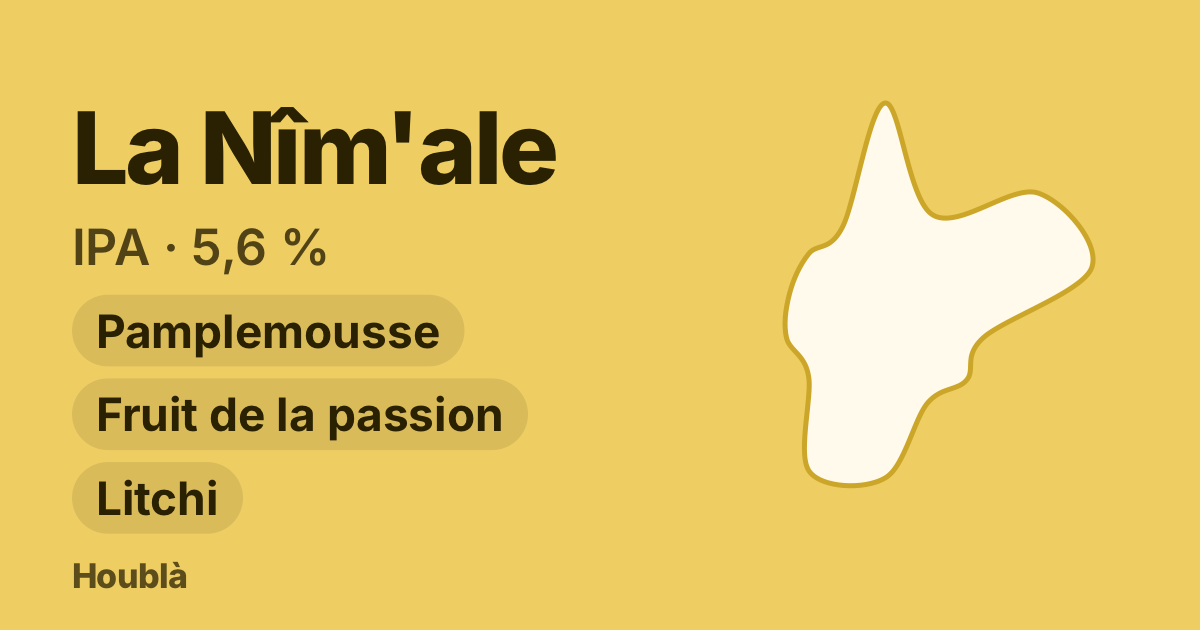 La Nîm'ale
IPA · 5,6 %
Pamplemousse
Fruit de la passion
Litchi
Houblà